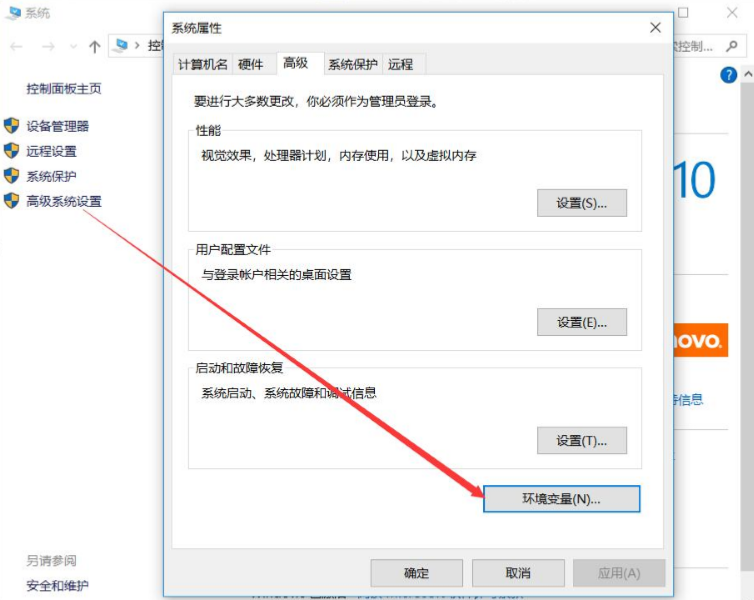 系统
系统属性
控制...
计算机名
硬件
高级
系统保护
远程
控制面板主页
设备管理器
远程设置
系统保护
高级系统设置
要进行大多数更改，你必须作为管理员登录。
性能
视觉效果，处理器计划，内存使用，以及虚拟内存
设置(S)...
10
用户配置文件
与登录帐户相关的桌面设置
设置(E)...
novo.
启动和故障恢复
系统启动、系统故障和调试信息
信息
设置(T)...
环境变量(N)...
另请参阅
安全和维护
确定
取消
应用(A)